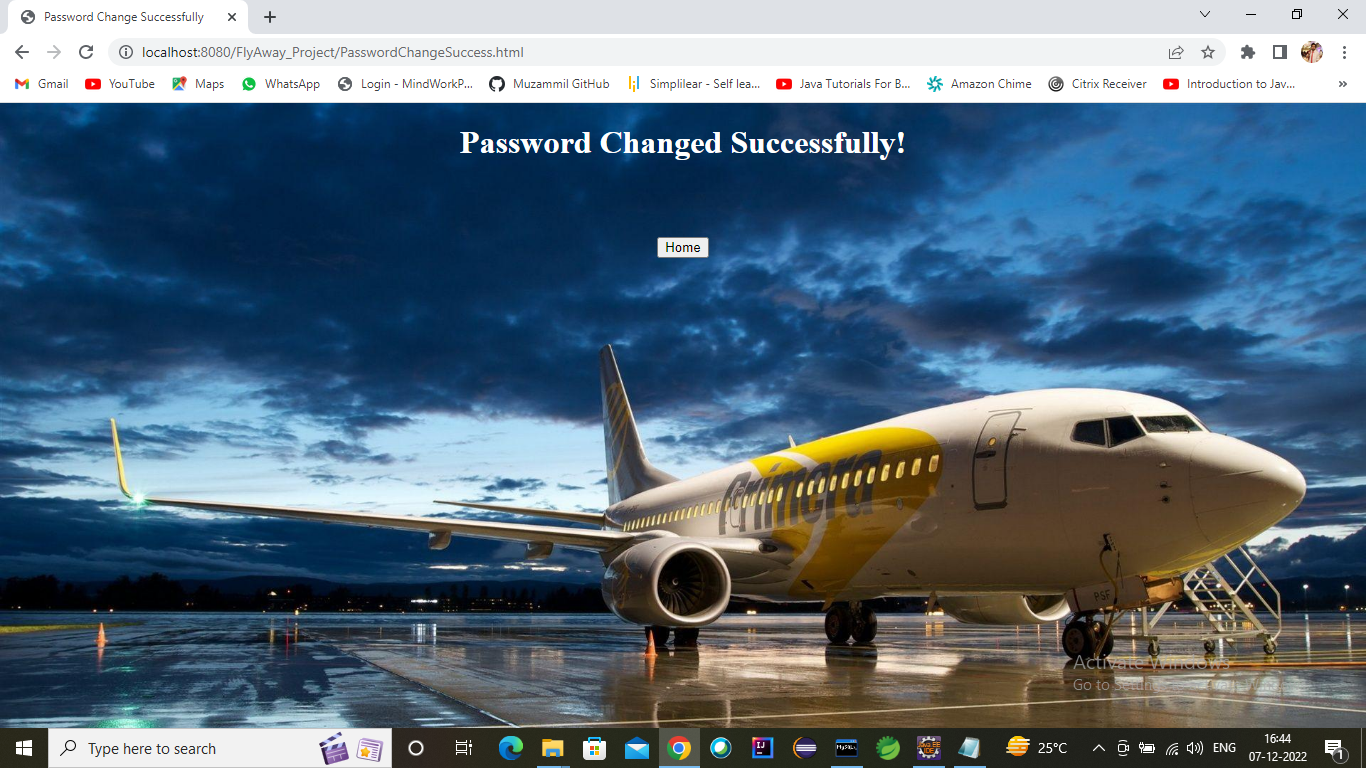 Password Change Successfully
localhost:8080/FlyAway_Project/PasswordChangeSuccess.html
Gmail YouTube Maps WhatsApp Login - MindWorkP... Muzammil GitHub Simplilear - Self lea... Java Tutorials For B... Amazon Chime Citrix Receiver Introduction to Jav... »
Password Changed Successfully!
Home
Primera
PSF
Activate Windows
Go to
Type here to search
25°C
ENG
16:44
07-12-2022
1